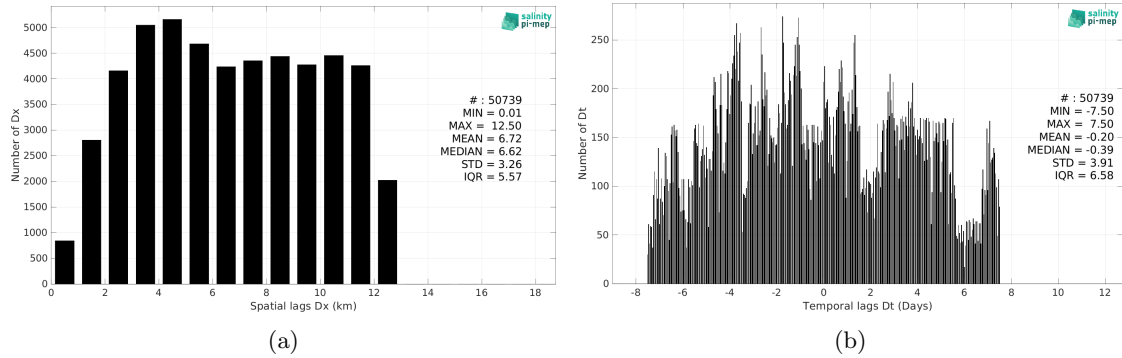 salinity
pi-mep
5000
4500
4000
3500
3000
2500
2000
1500
1000
500
0
Number of Dx
# : 50739
MIN = 0.01
MAX = 12.50
MEAN = 6.72
MEDIAN = 6.62
STD = 3.26
IQR = 5.57
0 2 4 6 8 10 12 14 16 18
Spatial lags Dx (km)
(a)
salinity
pi-mep
250
200
150
100
50
0
Number of Dt
# : 50739
MIN = -7.50
MAX = 7.50
MEAN = -0.20
MEDIAN = -0.39
STD = 3.91
IQR = 6.58
-8 -6 -4 -2 0 2 4 6 8 10 12
Temporal lags Dt (Days)
(b)